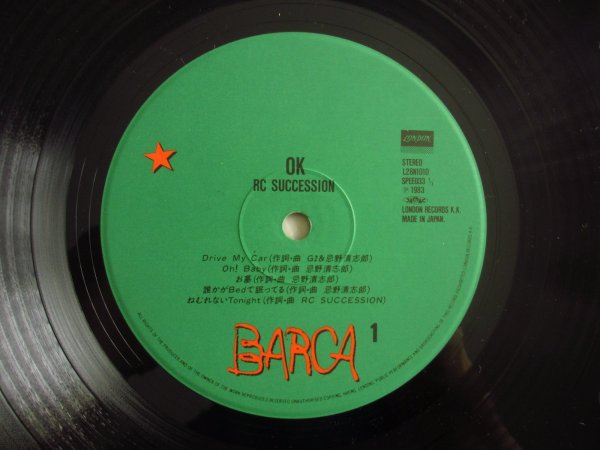 LONDON
STEREO
L28N1010
SPEED33 ⅓
℗ 1983
LONDON RECORDS K.K.
MADE IN JAPAN.
OK
RC SUCCESSION
Drive My Car(作詞・曲 G2&忌野清志郎)
Oh! Baby(作詞・曲 忌野清志郎)
お墓(作詞・曲 忌野清志郎)
誰かがBedで眠ってる(作詞・曲 忌野清志郎)
ねむれないTonight(作詞・曲 RC SUCCESSION)
BARCA 1